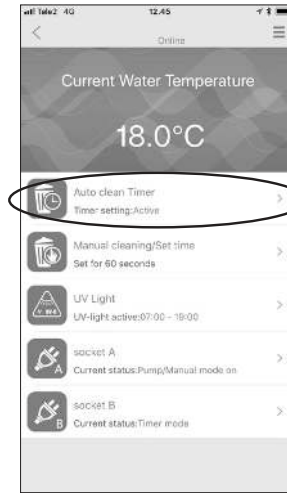 Tele2 4G 12.45
Online
Current Water Temperature
18.0°C
Auto clean Timer
Timer setting:Active
Manual cleaning/Set time
Set for 60 seconds
UV Light
UV-light active:07:00 - 19:00
A
socket A
Current status:Pump/Manual mode on
B
socket B
Current status:Timer mode